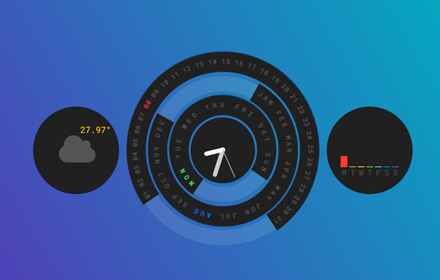 27.97°
01 02 03 04 05 06 07 08 09 10 11 12 13 14 15 16 17 18 19 20 21 22 23 24 25 26 27 28 29 30 31
JAN FEB MAR APR MAY JUN JUL AUG SEP OCT NOV DEC
MON TUE WED THU FRI SAT SUN
M T W T F S S